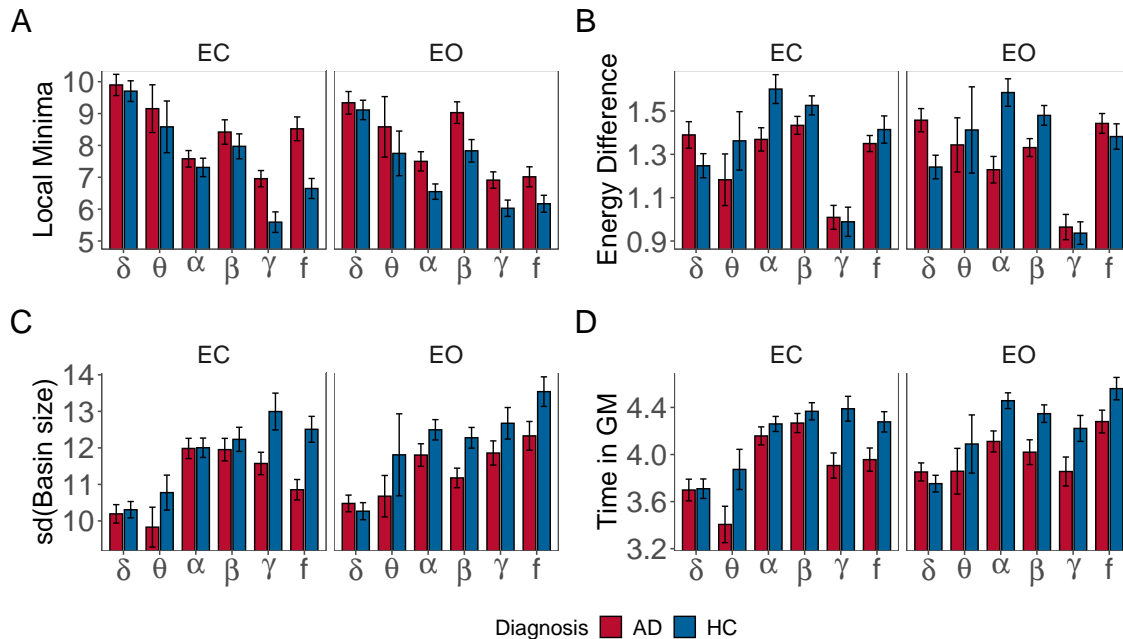 A
EC
EO
Local Minima
10
9
8
7
6
5
δ θ α β γ f
δ θ α β γ f
B
EC
EO
Energy Difference
1.5
1.3
1.1
0.9
δ θ α β γ f
δ θ α β γ f
C
EC
EO
sd(Basin size)
14
13
12
11
10
δ θ α β γ f
δ θ α β γ f
D
EC
EO
Time in GM
4.4
4.0
3.6
3.2
δ θ α β γ f
δ θ α β γ f
Diagnosis AD HC